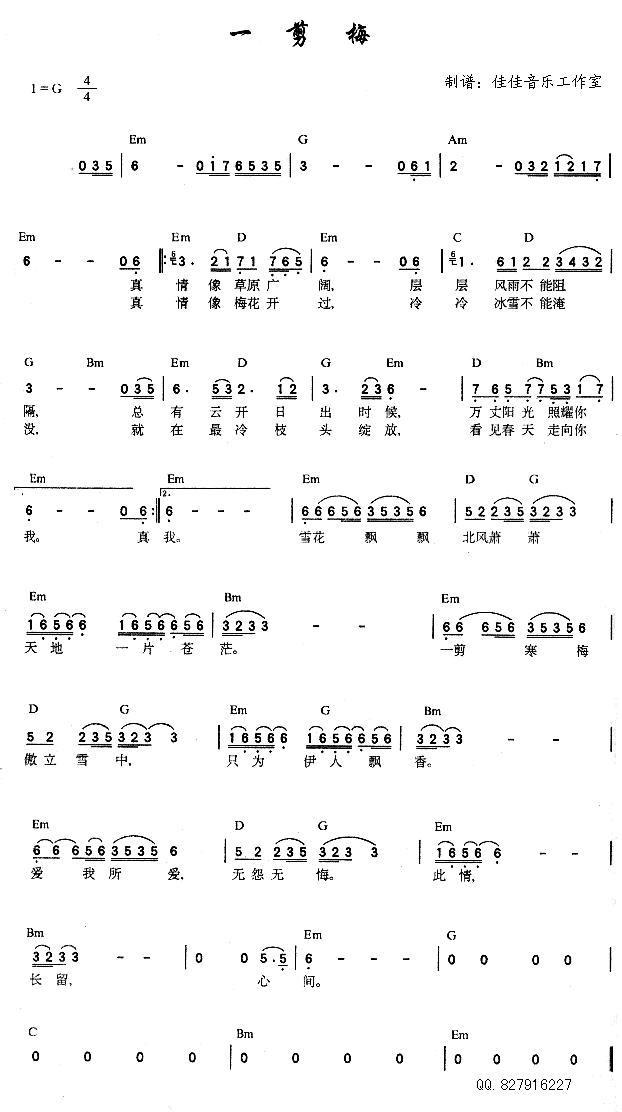 一 剪 梅
1=G 4/4 制谱：佳佳音乐工作室
Em G Am
0 3 5 | 6 - 0 1 7 6 5 3 5 | 3 - - 0 6 1 | 2 - 0 3 2 1 2 1 7 |
Em Em D Em C D
6 - - 0 6 ‖: 3. 2 1 7 1 7 6 5 | 6 - - 0 6 | 1. 6 1 2 2 3 4 3 2 |
真 情 像 草原 广 阔, 层 层 风雨不 能阻
真 情 像 梅花 开 过, 冷 冷 冰雪不 能淹
G Bm Em D G Em D Bm
3 - - 0 3 5 | 6. 5 3 2. 1 2 | 3. 2 3 6 - | 7 6 5 7 7 5 3 1 7 |
隔, 总 有 云 开 日 出 时 候, 万 丈阳 光 照耀你
没, 就 在 最 冷 枝 头 绽 放, 看 见春 天 走向你
Em Em Em D G
6 - - 0 6 :‖ 2. 6 - - - | 6 6 6 5 6 3 5 3 5 6 | 5 2 2 3 5 3 2 3 3 |
我。 真 我。 雪花 飘 飘 北风萧 萧
Em Bm Em
1 6 5 6 6 1 6 5 6 1 6 5 6 | 3 2 3 3 - - | 6 6 6 5 6 3 5 3 5 6 |
天 地 一 片 苍 茫。 一剪 寒 梅
D G Em G Bm
5 2 2 3 5 3 2 3 3 | 1 6 5 6 6 1 6 5 6 1 6 5 6 | 3 2 3 3 - - |
傲 立 雪 中, 只 为 伊 人 飘 香。
Em D G Em
6 6 6 5 6 3 5 3 5 6 | 5 2 2 3 5 3 2 3 3 | 1 6 5 6 6 - - |
爱 我 所 爱, 无 怨 无 悔。 此 情,
Bm Em G
3 2 3 3 - - | 0 0 5. 5 | 6 - - - | 0 0 0 0 |
长 留, 心 间。
C Bm Em
0 0 0 0 | 0 0 0 0 | 0 0 0 0 |
QQ. 827916227